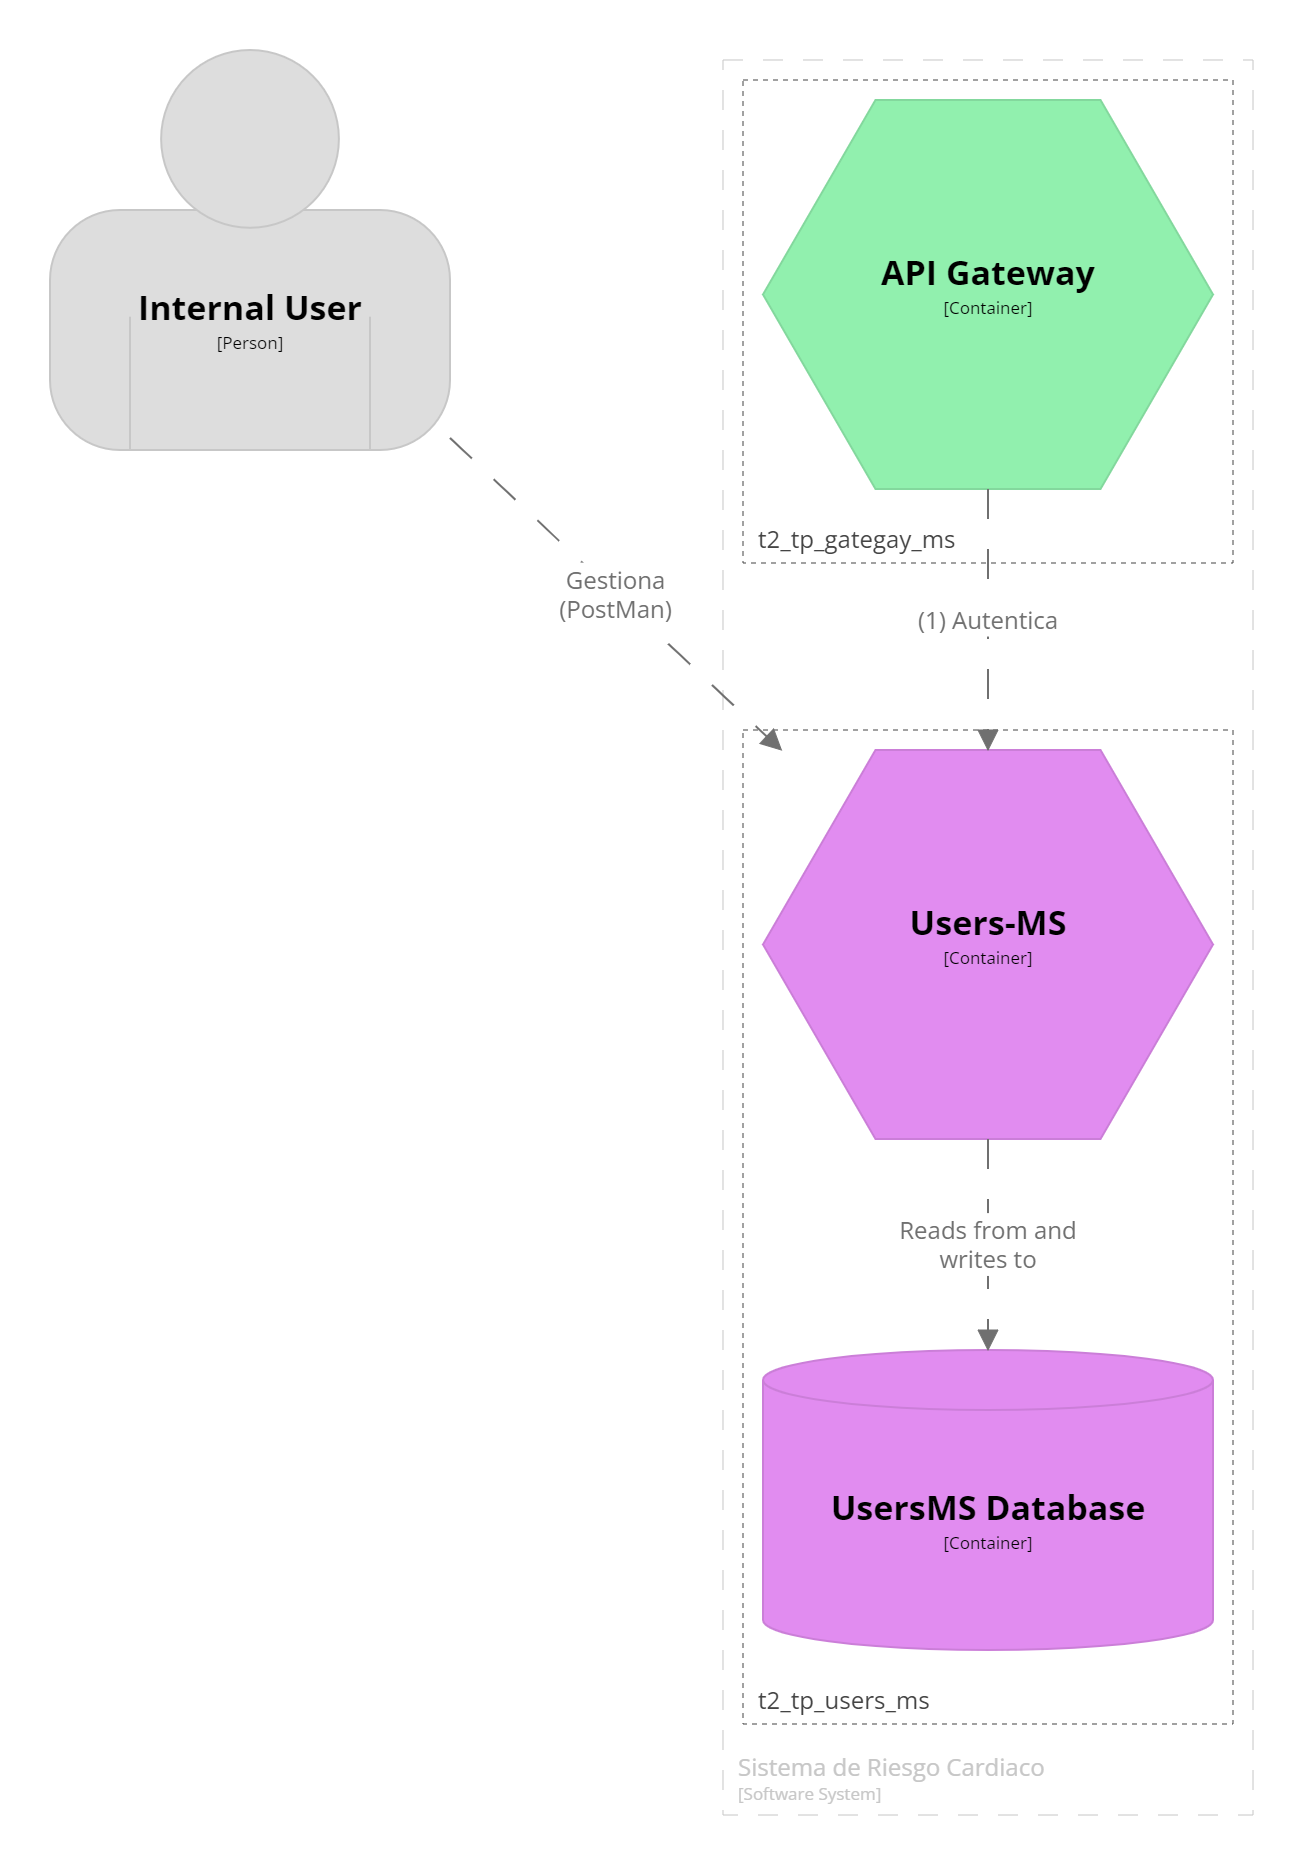 Internal User
[Person]
API Gateway
[Container]
t2_tp_gategay_ms
Gestiona
(PostMan)
(1) Autentica
Users-MS
[Container]
Reads from and
writes to
UsersMS Database
[Container]
t2_tp_users_ms
Sistema de Riesgo Cardiaco
[Software System]